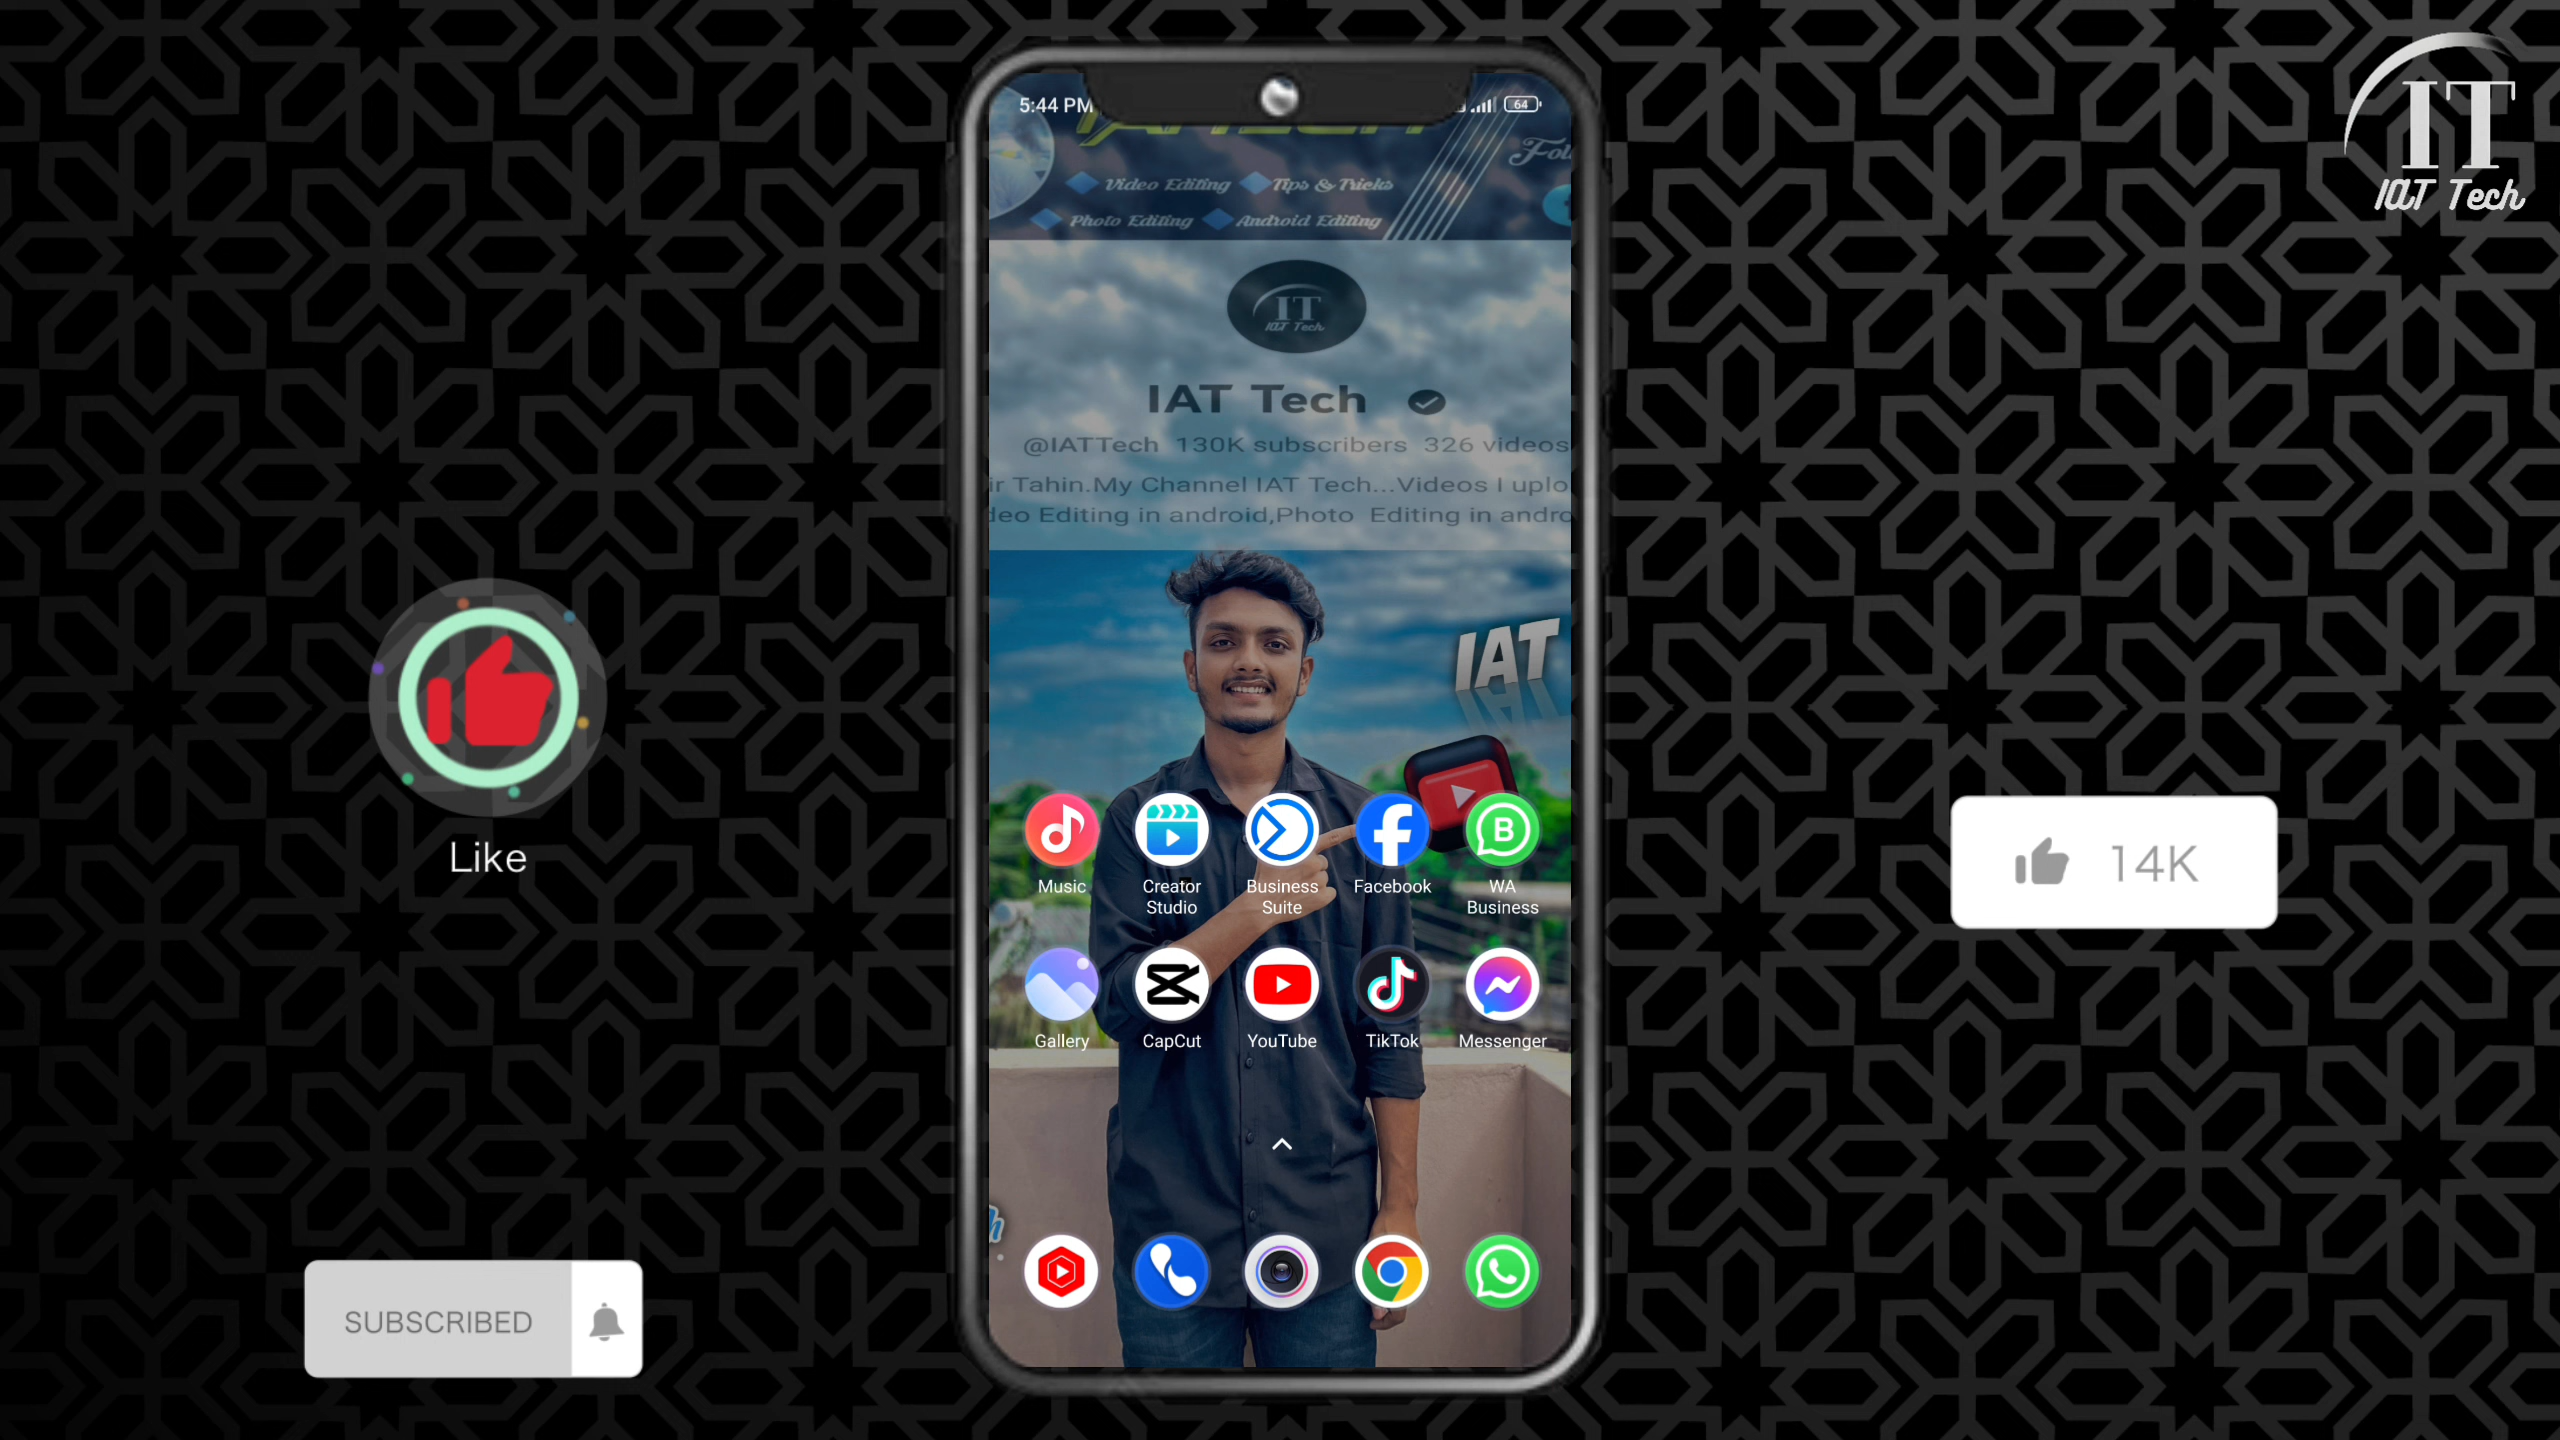 IT
IAT Tech
5:44 PM
64
Video Editing Tips & Tricks
Photo Editing Android Editing
IT
IAT Tech
IAT Tech
@IATTech 130K subscribers 326 videos
Tahin.My Channel IAT Tech...Videos I
Editing in android,Photo Editing in
IAT
Music
Creator Studio
Business Suite
Facebook
WA Business
Gallery
CapCut
YouTube
TikTok
Messenger
Like
14K
SUBSCRIBED